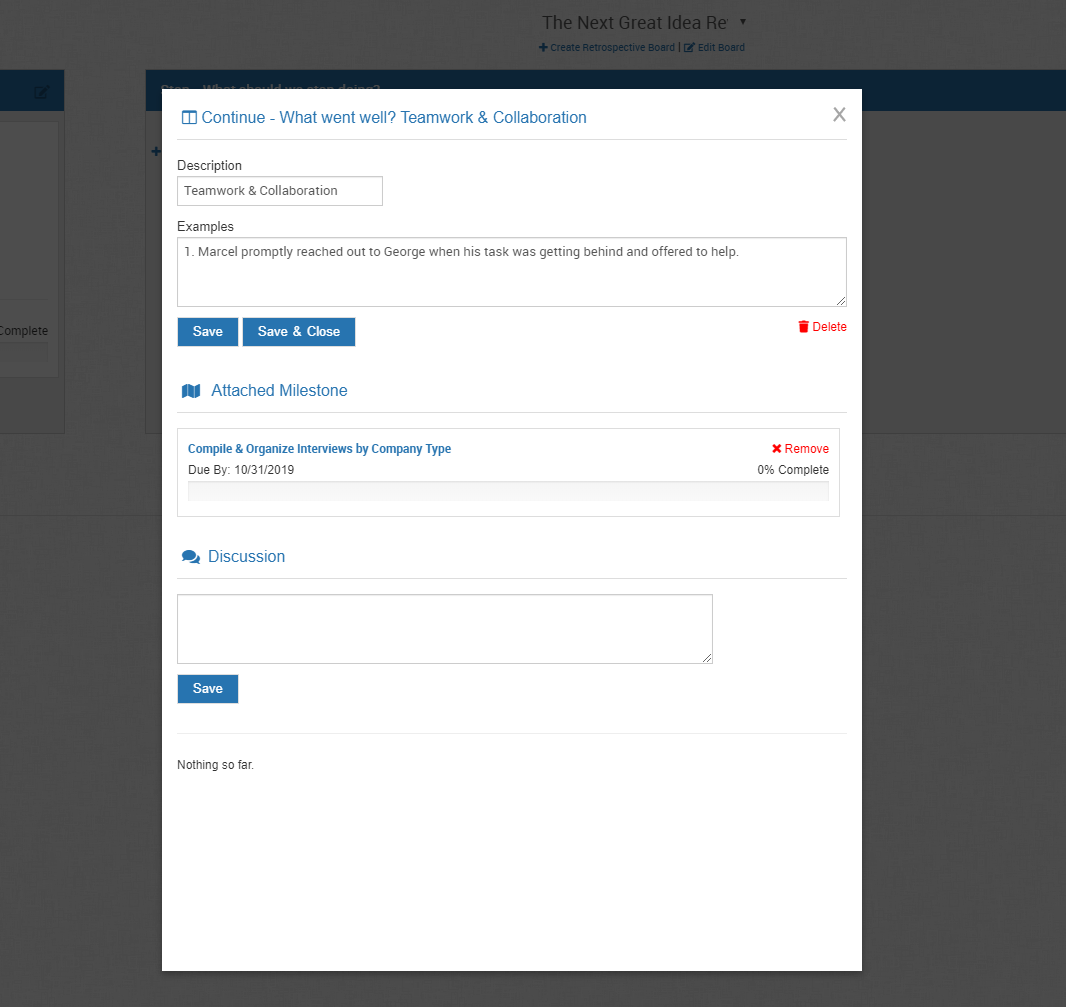 The Next Great Idea Re
Create Retrospective Board | Edit Board
Stop - What should we stop doing?
Continue - What went well? Teamwork & Collaboration
X
Description
Teamwork & Collaboration
Examples
1. Marcel promptly reached out to George when his task was getting behind and offered to help.
Save Save & Close Delete
Complete
Attached Milestone
Compile & Organize Interviews by Company Type Remove
Due By: 10/31/2019 0% Complete
Discussion
Save
Nothing so far.